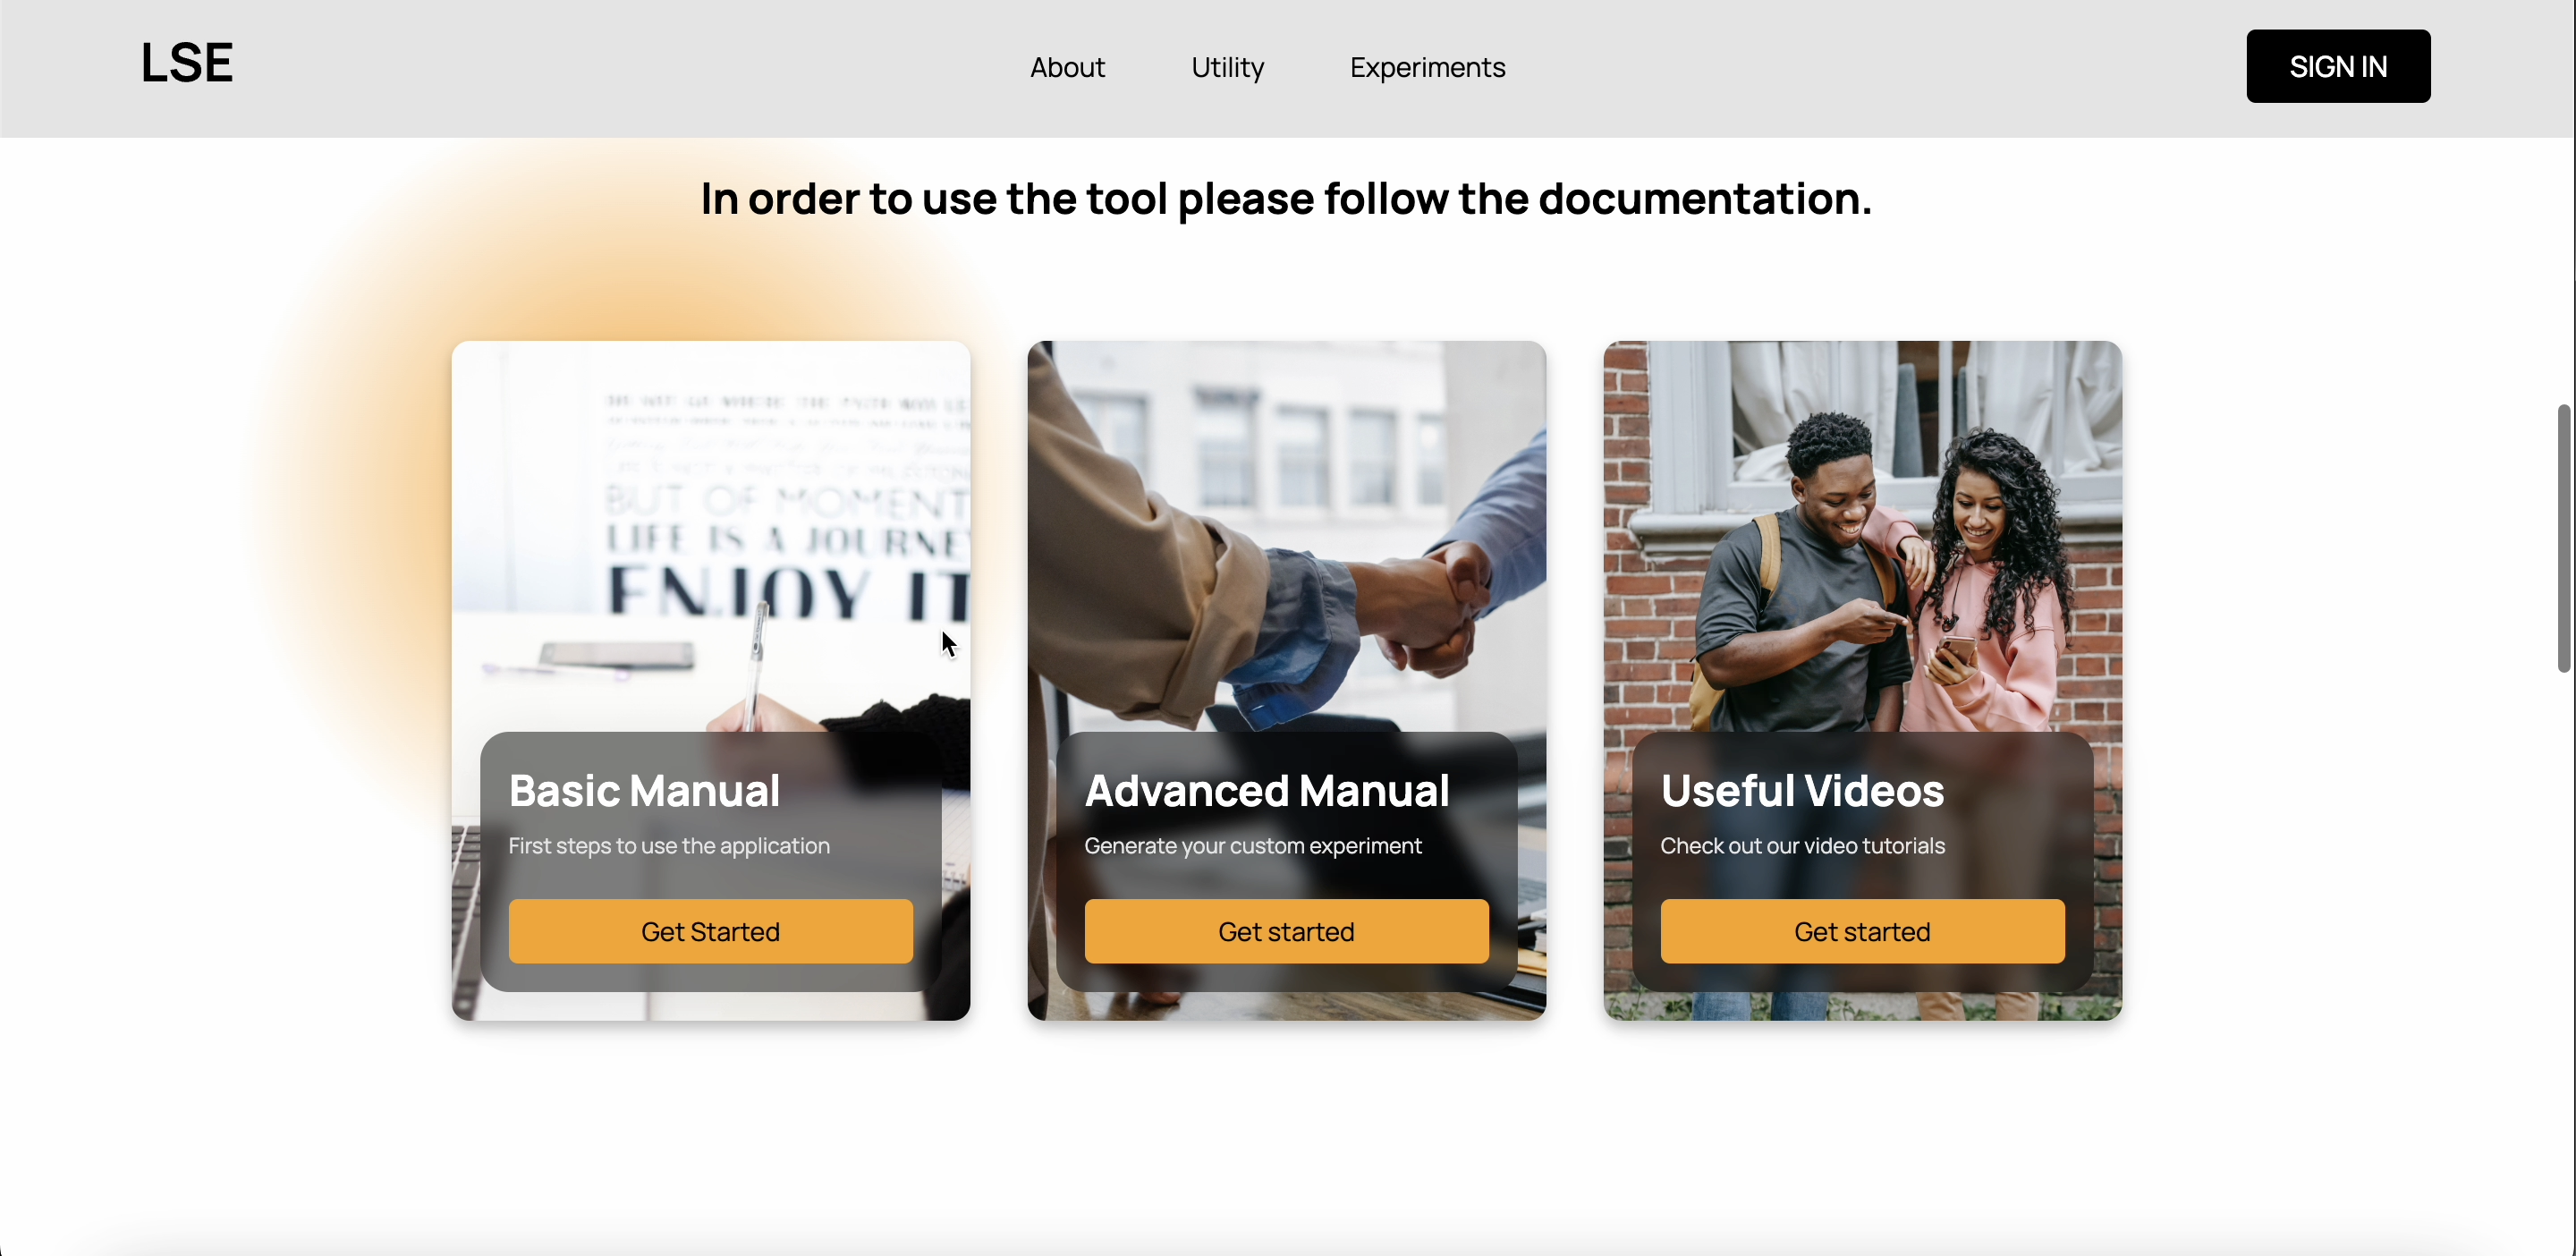 LSE
About
Utility
Experiments
SIGN IN
In order to use the tool please follow the documentation.
BUT OF MOMENT
LIFE IS A JOURNEY
ENJOY IT
Basic Manual
First steps to use the application
Get Started
Advanced Manual
Generate your custom experiment
Get started
Useful Videos
Check out our video tutorials
Get started